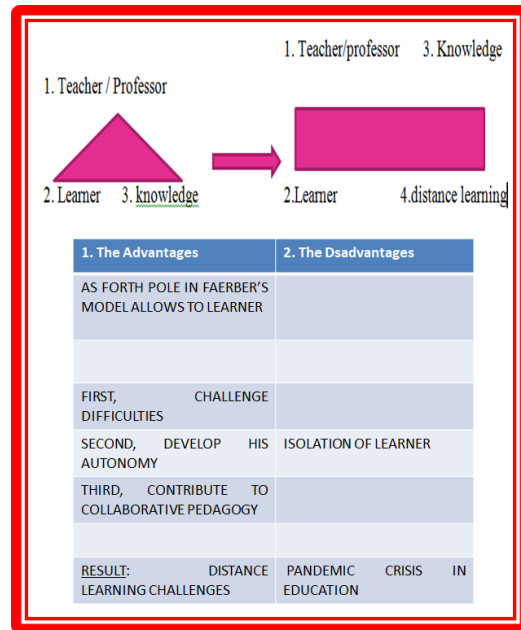 1. Teacher/professor 3. Knowledge
1. Teacher / Professor
2. Learner 3. knowledge
2.Learner 4.distance learning
1. The Advantages 2. The Dsadvantages
AS FORTH POLE IN FAERBER’S
MODEL ALLOWS TO LEARNER
FIRST, CHALLENGE
DIFFICULTIES
SECOND, DEVELOP HIS ISOLATION OF LEARNER
AUTONOMY
THIRD, CONTRIBUTE TO
COLLABORATIVE PEDAGOGY
RESULT: DISTANCE PANDEMIC CRISIS IN
LEARNING CHALLENGES EDUCATION